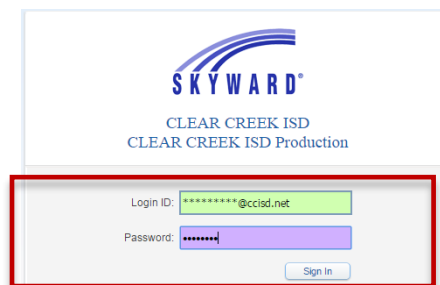 SKYWARD®
CLEAR CREEK ISD
CLEAR CREEK ISD Production
Login ID: *********@ccisd.net
Password: ••••••••
Sign In